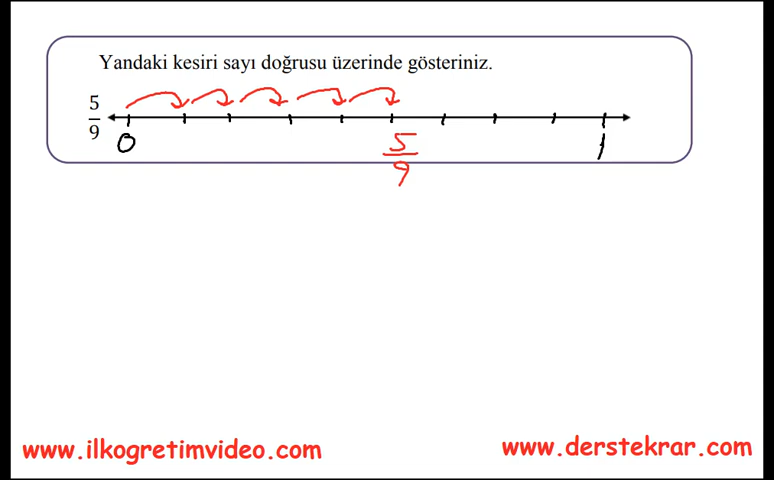 Yandaki kesiri sayı doğrusu üzerinde gösteriniz.
5
9
0
5
9
1
www.ilkogretimvideo.com
www.derstekrar.com